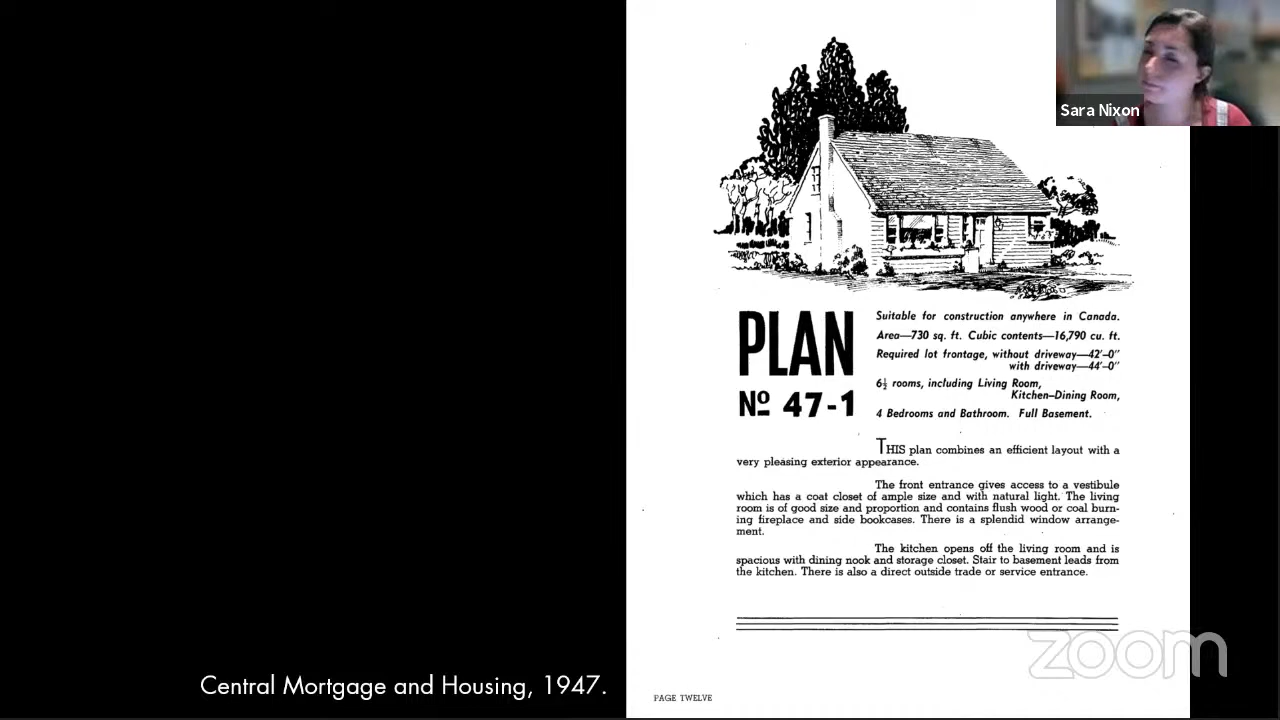 Sara Nixon
PLAN
Nº 47-1
Suitable for construction anywhere in Canada.
Area—730 sq. ft. Cubic contents—16,790 cu. ft.
Required lot frontage, without driveway—42′–0″
with driveway—44′–0″
6½ rooms, including Living Room,
Kitchen–Dining Room,
4 Bedrooms and Bathroom. Full Basement.
THIS plan combines an efficient layout with a
very pleasing exterior appearance.
The front entrance gives access to a vestibule
which has a coat closet of ample size and with natural light. The living
room is of good size and proportion and contains flush wood or coal burn-
ing fireplace and side bookcases. There is a splendid window arrange-
ment.
The kitchen opens off the living room and is
spacious with dining nook and storage closet. Stair to basement leads from
the kitchen. There is also a direct outside trade or service entrance.
zoom
Central Mortgage and Housing, 1947.
PAGE TWELVE